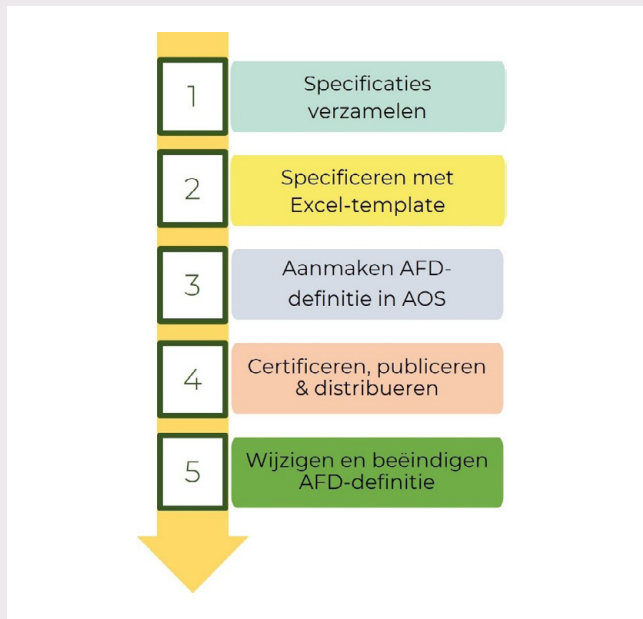 1
Specificaties
verzamelen
2
Specificeren met
Excel-template
3
Aanmaken AFD-
definitie in AOS
4
Certificeren, publiceren
& distribueren
5
Wijzigen en beëindigen
AFD-definitie